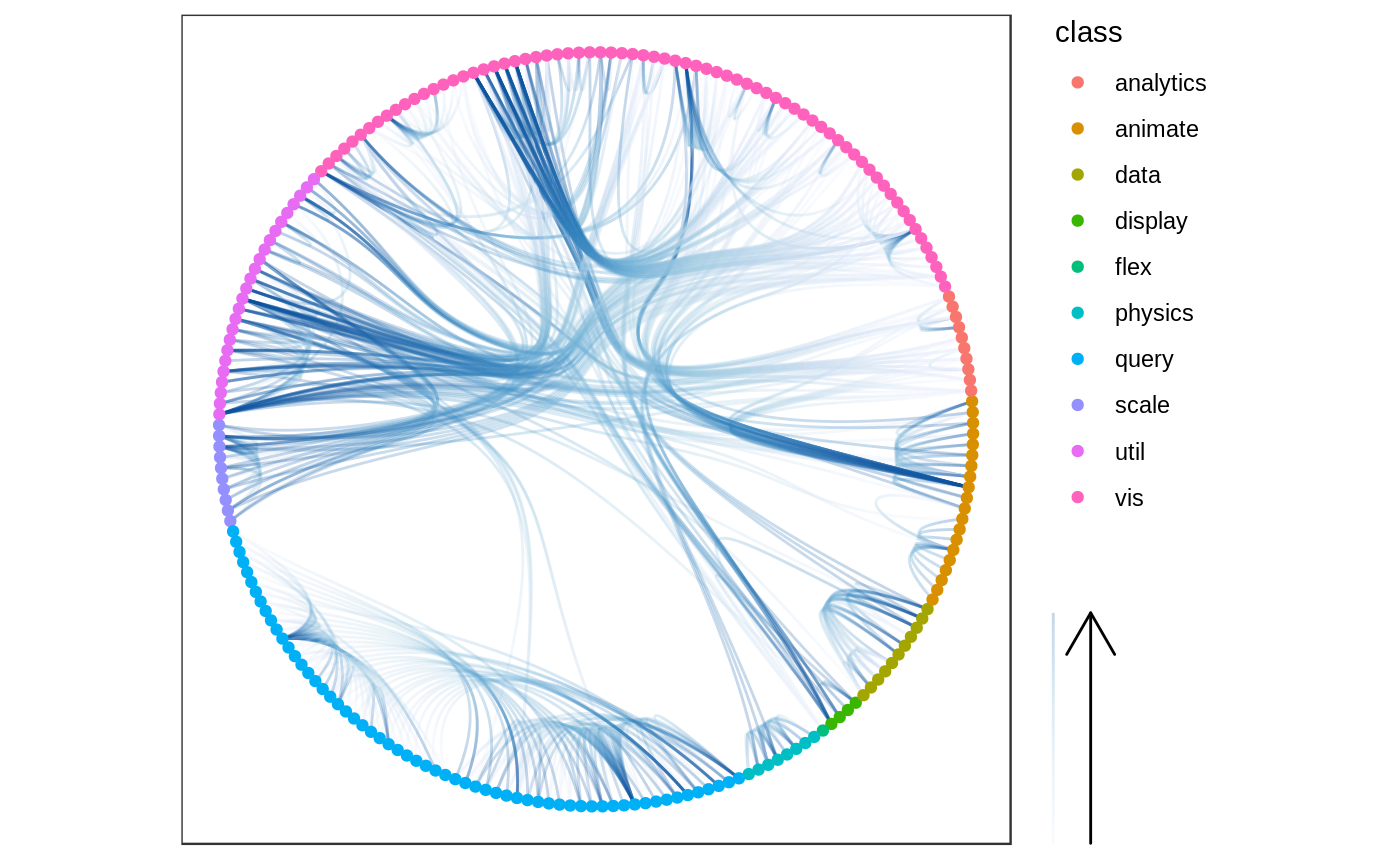 class
analytics
animate
data
display
flex
physics
query
scale
util
vis